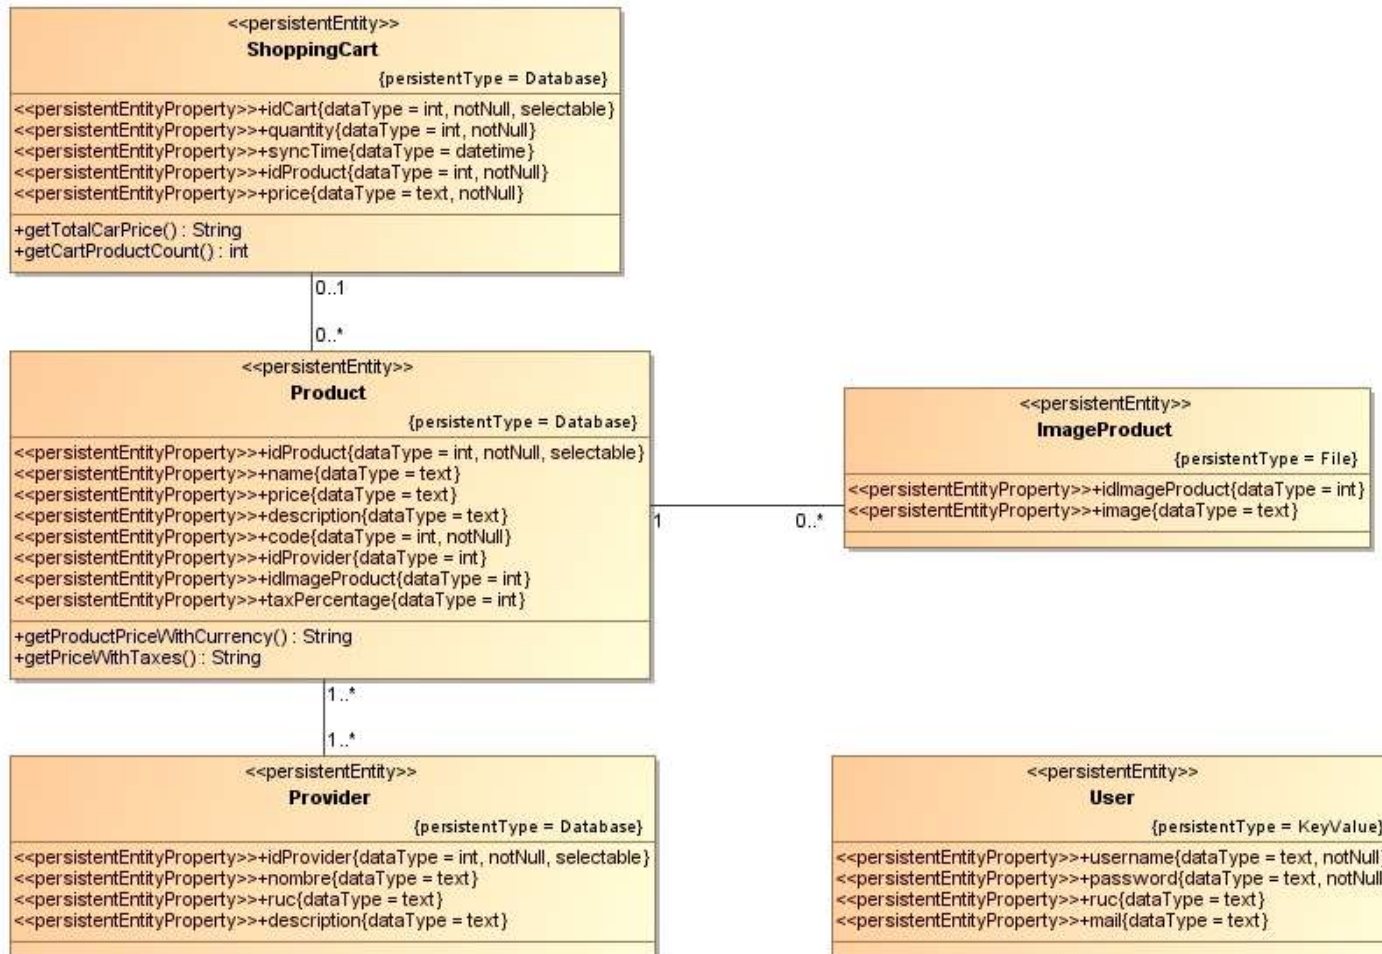 <<persistentEntity>>
ShoppingCart
{persistentType = Database}
<<persistentEntityProperty>>+idCart{dataType = int, notNull, selectable}
<<persistentEntityProperty>>+quantity{dataType = int, notNull}
<<persistentEntityProperty>>+syncTime{dataType = datetime}
<<persistentEntityProperty>>+idProduct{dataType = int, notNull}
<<persistentEntityProperty>>+price{dataType = text, notNull}
+getTotalCarPrice() : String
+getCartProductCount() : int
0..1
0..*
<<persistentEntity>>
Product
{persistentType = Database}
<<persistentEntityProperty>>+idProduct{dataType = int, notNull, selectable}
<<persistentEntityProperty>>+name{dataType = text}
<<persistentEntityProperty>>+price{dataType = text}
<<persistentEntityProperty>>+description{dataType = text}
<<persistentEntityProperty>>+code{dataType = int, notNull}
<<persistentEntityProperty>>+idProvider{dataType = int}
<<persistentEntityProperty>>+idImageProduct{dataType = int}
<<persistentEntityProperty>>+taxPercentage{dataType = int}
+getProductPriceWithCurrency() : String
+getPriceWithTaxes() : String
1
0..*
<<persistentEntity>>
ImageProduct
{persistentType = File}
<<persistentEntityProperty>>+idImageProduct{dataType = int}
<<persistentEntityProperty>>+image{dataType = text}
1..*
1..*
<<persistentEntity>>
Provider
{persistentType = Database}
<<persistentEntityProperty>>+idProvider{dataType = int, notNull, selectable}
<<persistentEntityProperty>>+nombre{dataType = text}
<<persistentEntityProperty>>+ruc{dataType = text}
<<persistentEntityProperty>>+description{dataType = text}
<<persistentEntity>>
User
{persistentType = KeyValue}
<<persistentEntityProperty>>+username{dataType = text, notNull
<<persistentEntityProperty>>+password{dataType = text, notNull
<<persistentEntityProperty>>+ruc{dataType = text}
<<persistentEntityProperty>>+mail{dataType = text}